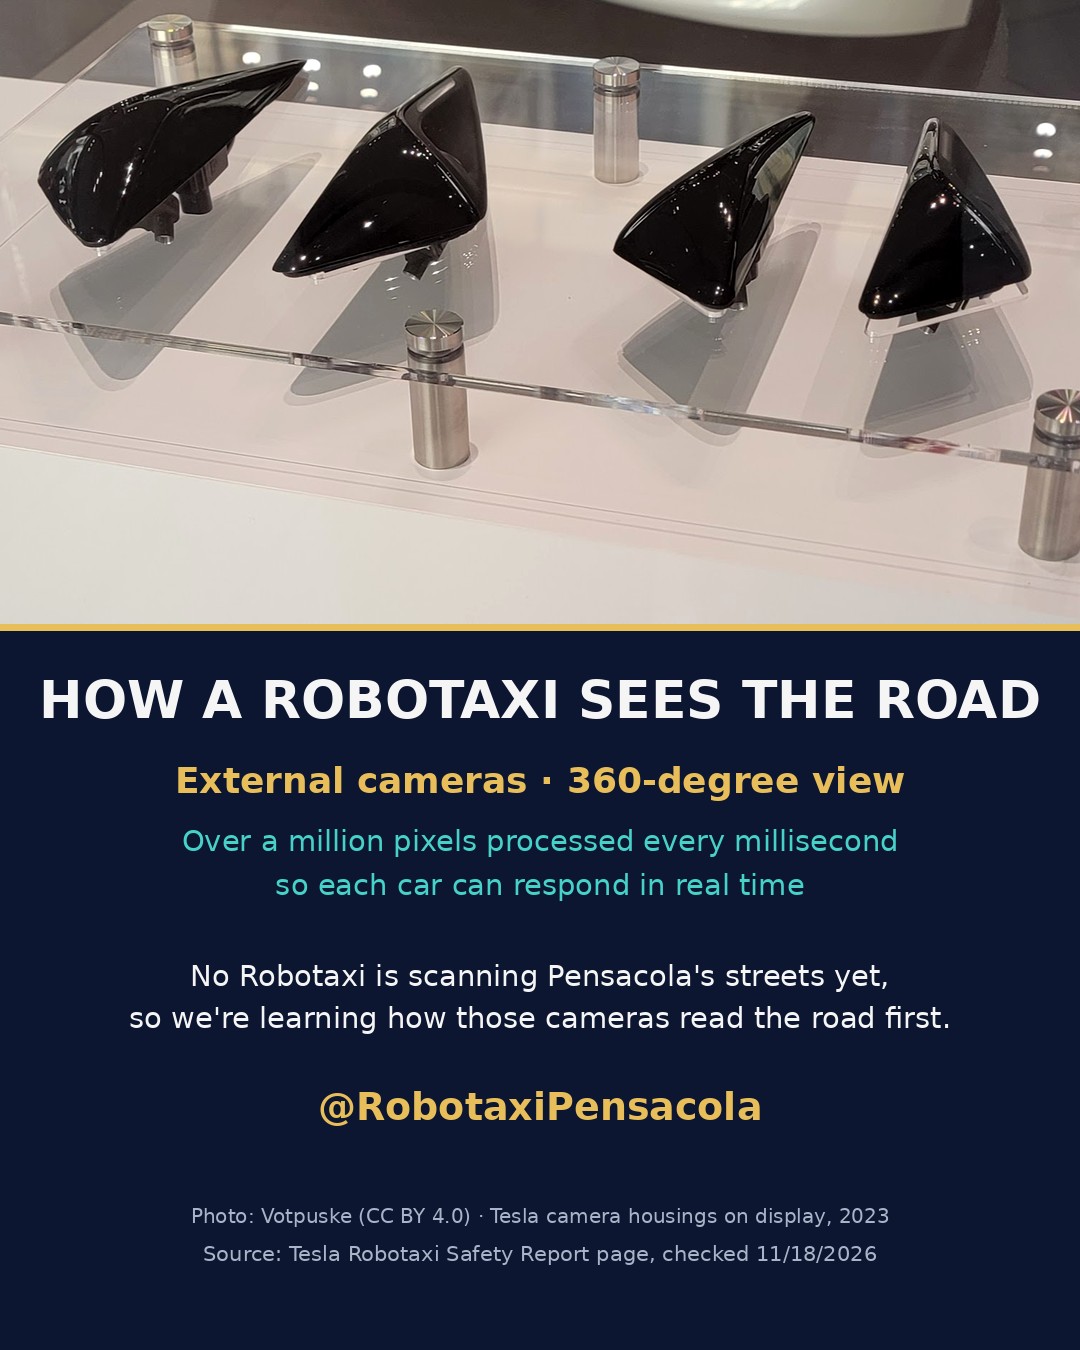 HOW A ROBOTAXI SEES THE ROAD
External cameras · 360-degree view
Over a million pixels processed every millisecond
so each car can respond in real time
No Robotaxi is scanning Pensacola's streets yet,
so we're learning how those cameras read the road first.
@RobotaxiPensacola
Photo: Votpuske (CC BY 4.0) · Tesla camera housings on display, 2023
Source: Tesla Robotaxi Safety Report page, checked 11/18/2026